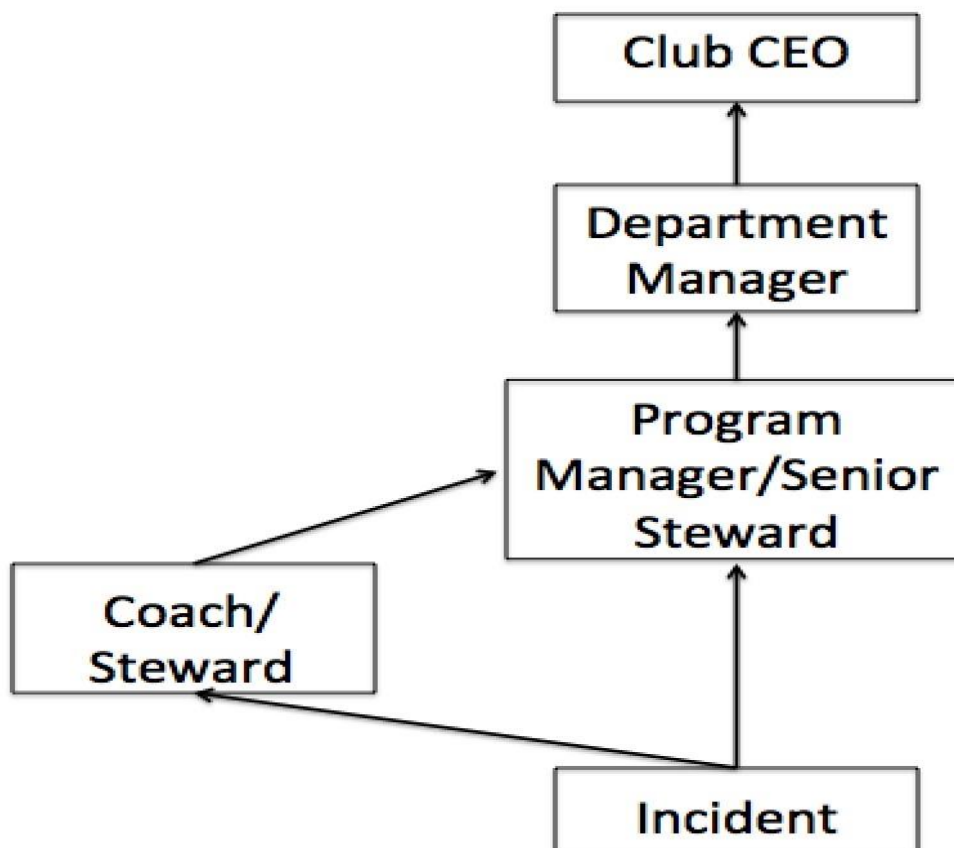 Club CEO
Department
Manager
Program
Manager/Senior
Steward
Coach/
Steward
Incident